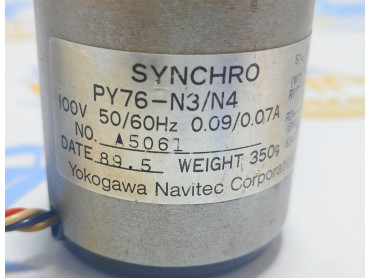 SYNCHRO
PY76-N3/N4
100V 50/60Hz 0.09/0.07A
NO. A5061
DATE 89.5 WEIGHT 350g
Yokogawa Navitec Corporation